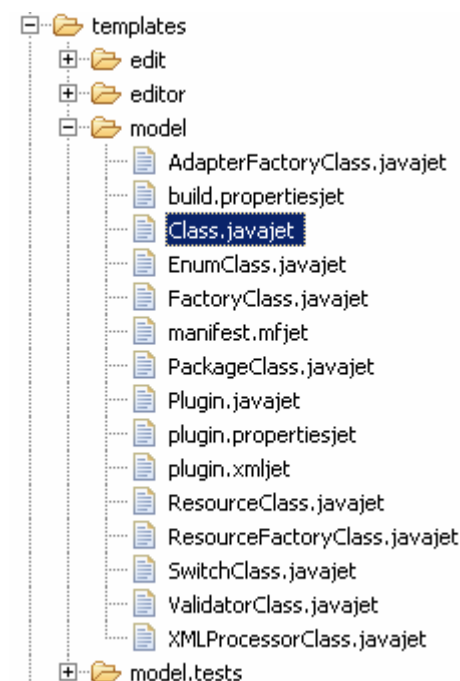 templates
edit
editor
model
AdapterFactoryClass.javajet
build.propertiesjet
Class.javajet
EnumClass.javajet
FactoryClass.javajet
manifest.mfjet
PackageClass.javajet
Plugin.javajet
plugin.propertiesjet
plugin.xmljet
ResourceClass.javajet
ResourceFactoryClass.javajet
SwitchClass.javajet
ValidatorClass.javajet
XMLProcessorClass.javajet
model.tests